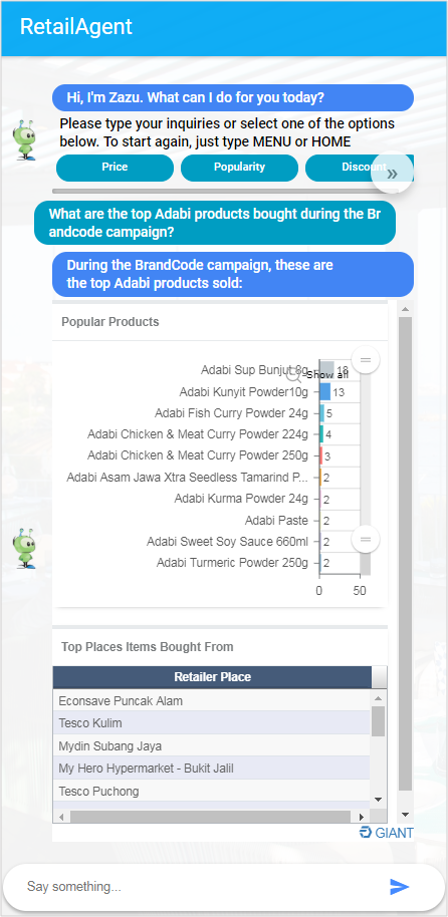 RetailAgent
Hi, I'm Zazu. What can I do for you today?
Please type your inquiries or select one of the options
below. To start again, just type MENU or HOME
Price
Popularity
Discount
»
What are the top Adabi products bought during the Br
andcode campaign?
During the BrandCode campaign, these are
the top Adabi products sold:
Popular Products
Adabi Sup Bunjut 8g
Show all
Adabi Kunyit Powder10g 13
Adabi Fish Curry Powder 24g 5
Adabi Chicken & Meat Curry Powder 224g 4
Adabi Chicken & Meat Curry Powder 250g 3
Adabi Asam Jawa Xtra Seedless Tamarind P... 2
Adabi Kurma Powder 24g 2
Adabi Paste 2
Adabi Sweet Soy Sauce 660ml 2
Adabi Turmeric Powder 250g 2
0 50
Top Places Items Bought From
Retailer Place
Econsave Puncak Alam
Tesco Kulim
Mydin Subang Jaya
My Hero Hypermarket - Bukit Jalil
Tesco Puchong
GIANT
Say something...